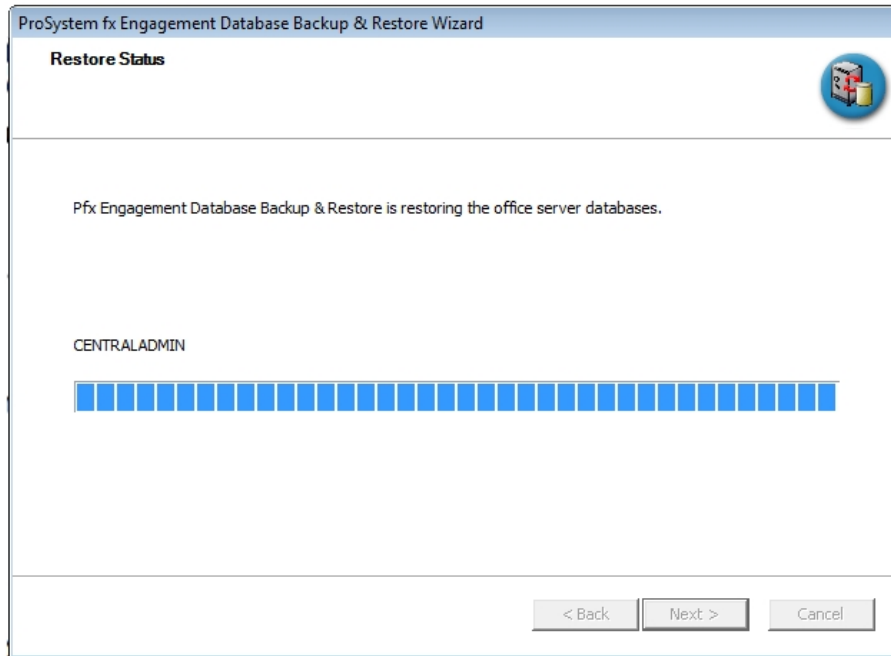 ProSystem fx Engagement Database Backup & Restore Wizard
Restore Status
Pfx Engagement Database Backup & Restore is restoring the office server databases.
CENTRALADMIN
< Back Next > Cancel